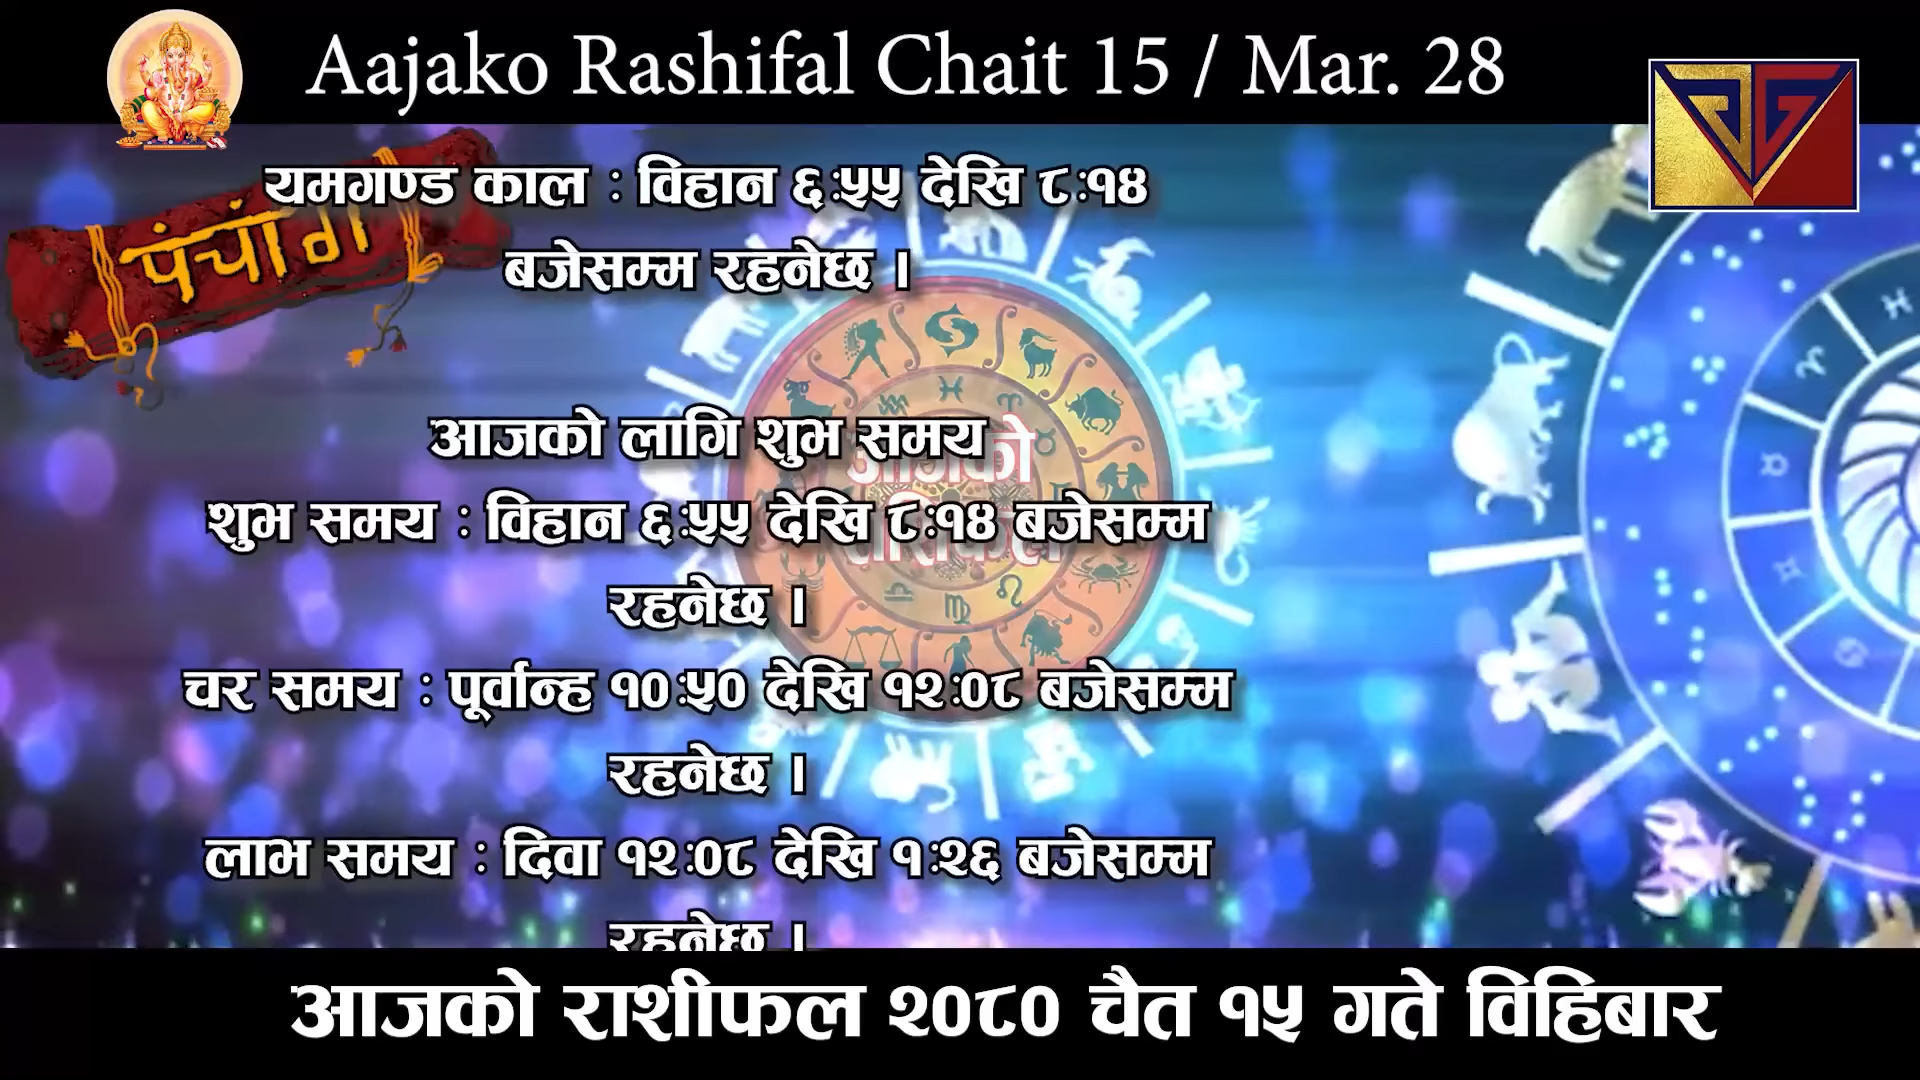 Aajako Rashifal Chait 15 / Mar. 28
पंचांग
यमगण्ड काल : विहान ६:५५ देखि ८:१४
बजेसम्म रहनेछ ।
आजको लागि शुभ समय
आजको
शुभ समय : विहान ६:५५ देखि ८:१४ बजेसम्म
रहनेछ ।
चर समय : पूर्वान्ह १०:५० देखि १२:०८ बजेसम्म
रहनेछ ।
लाभ समय : दिवा १२:०८ देखि १:२६ बजेसम्म
रहनेछ ।
आजको राशीफल २०८० चैत १५ गते विहिबार